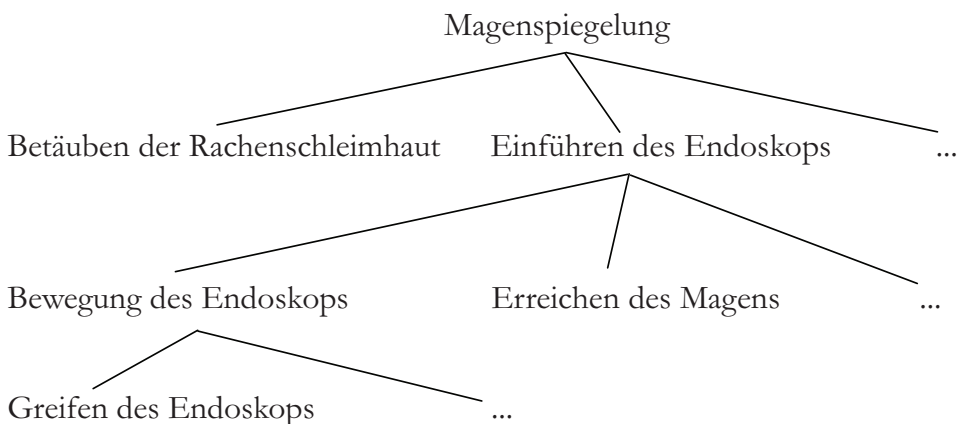 Magenspiegelung
Betäuben der Rachenschleimhaut Einführen des Endoskops ...
Bewegung des Endoskops Erreichen des Magens ...
Greifen des Endoskops ...